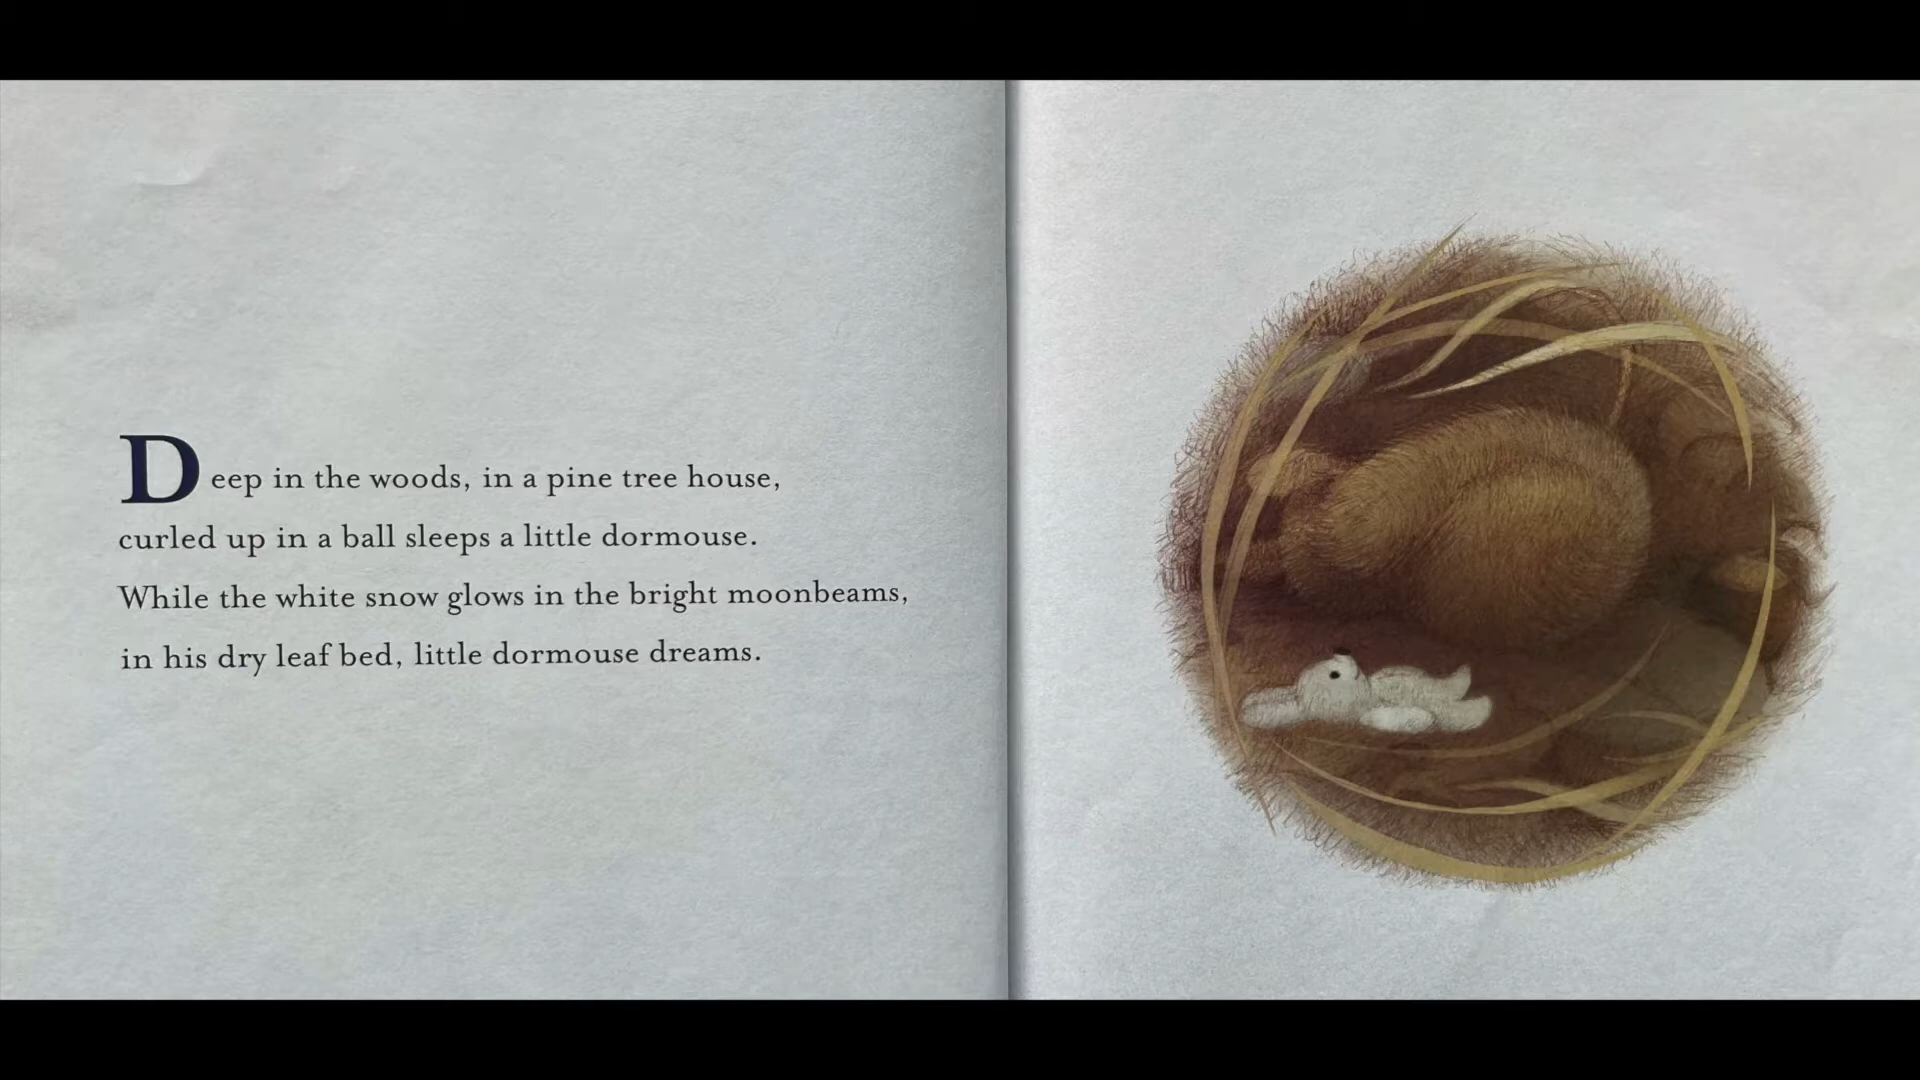 Deep in the woods, in a pine tree house,
curled up in a ball sleeps a little dormouse.
While the white snow glows in the bright moonbeams,
in his dry leaf bed, little dormouse dreams.